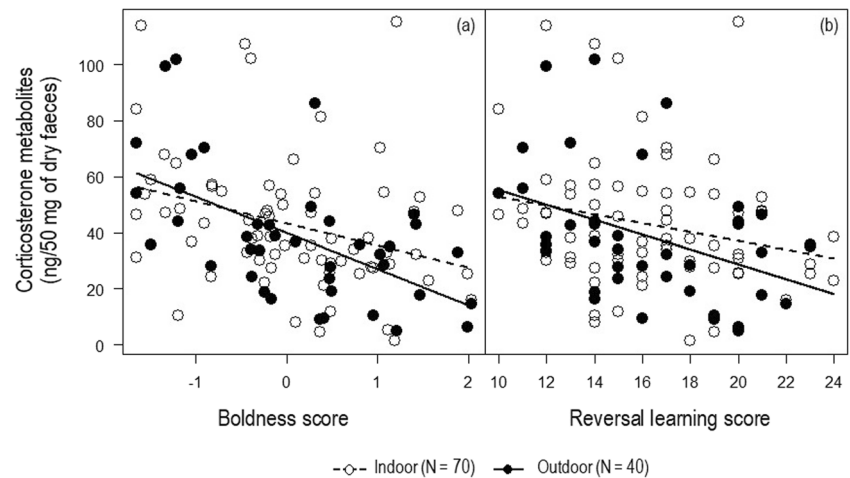 (a) (b)
Corticosterone metabolites
(ng/50 mg of dry faeces)
100
80
60
40
20
0
-1 0 1 2 10 12 14 16 18 20 22 24
Boldness score Reversal learning score
Indoor (N = 70) Outdoor (N = 40)